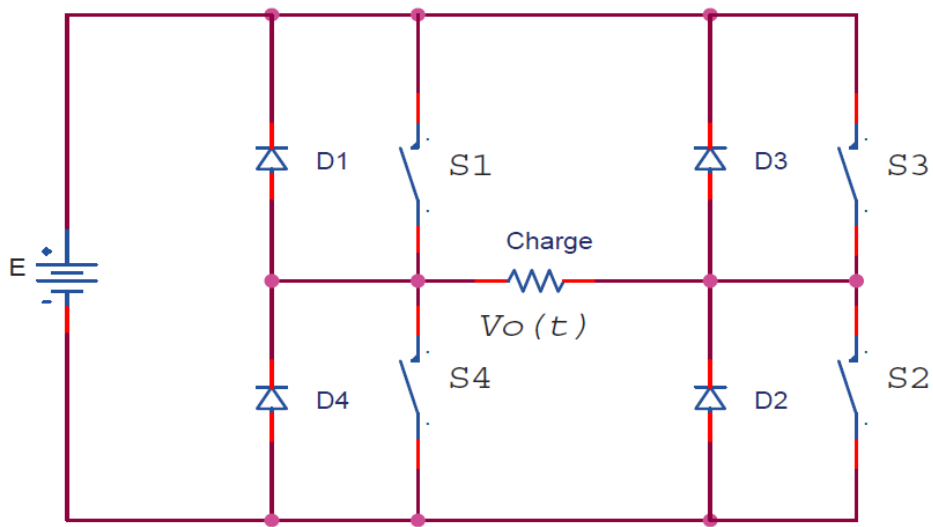 D1
S1
D3
S3
Charge
E
+
-
Vo(t)
D4
S4
D2
S2